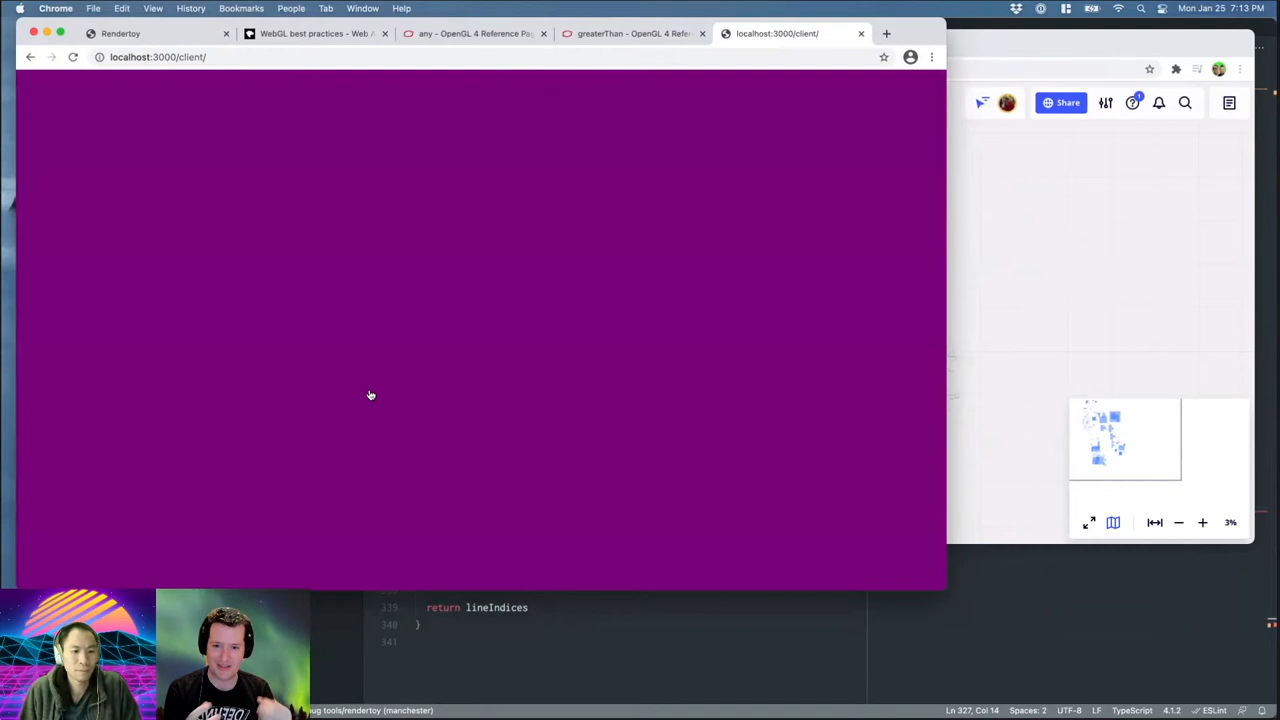 Chrome File Edit View History Bookmarks People Tab Window Help
Mon Jan 25 7:13 PM
Rendertoy
WebGL best practices - Web A
any - OpenGL 4 Reference Pag
greaterThan - OpenGL 4 Refer
localhost:3000/client/
localhost:3000/client/
Share
1
3%
339 return lineIndices
340 }
341
ug tools/rendertoy (manchester)
Ln 327, Col 14 Spaces: 2 UTF-8 LF TypeScript 4.1.2 ESLint